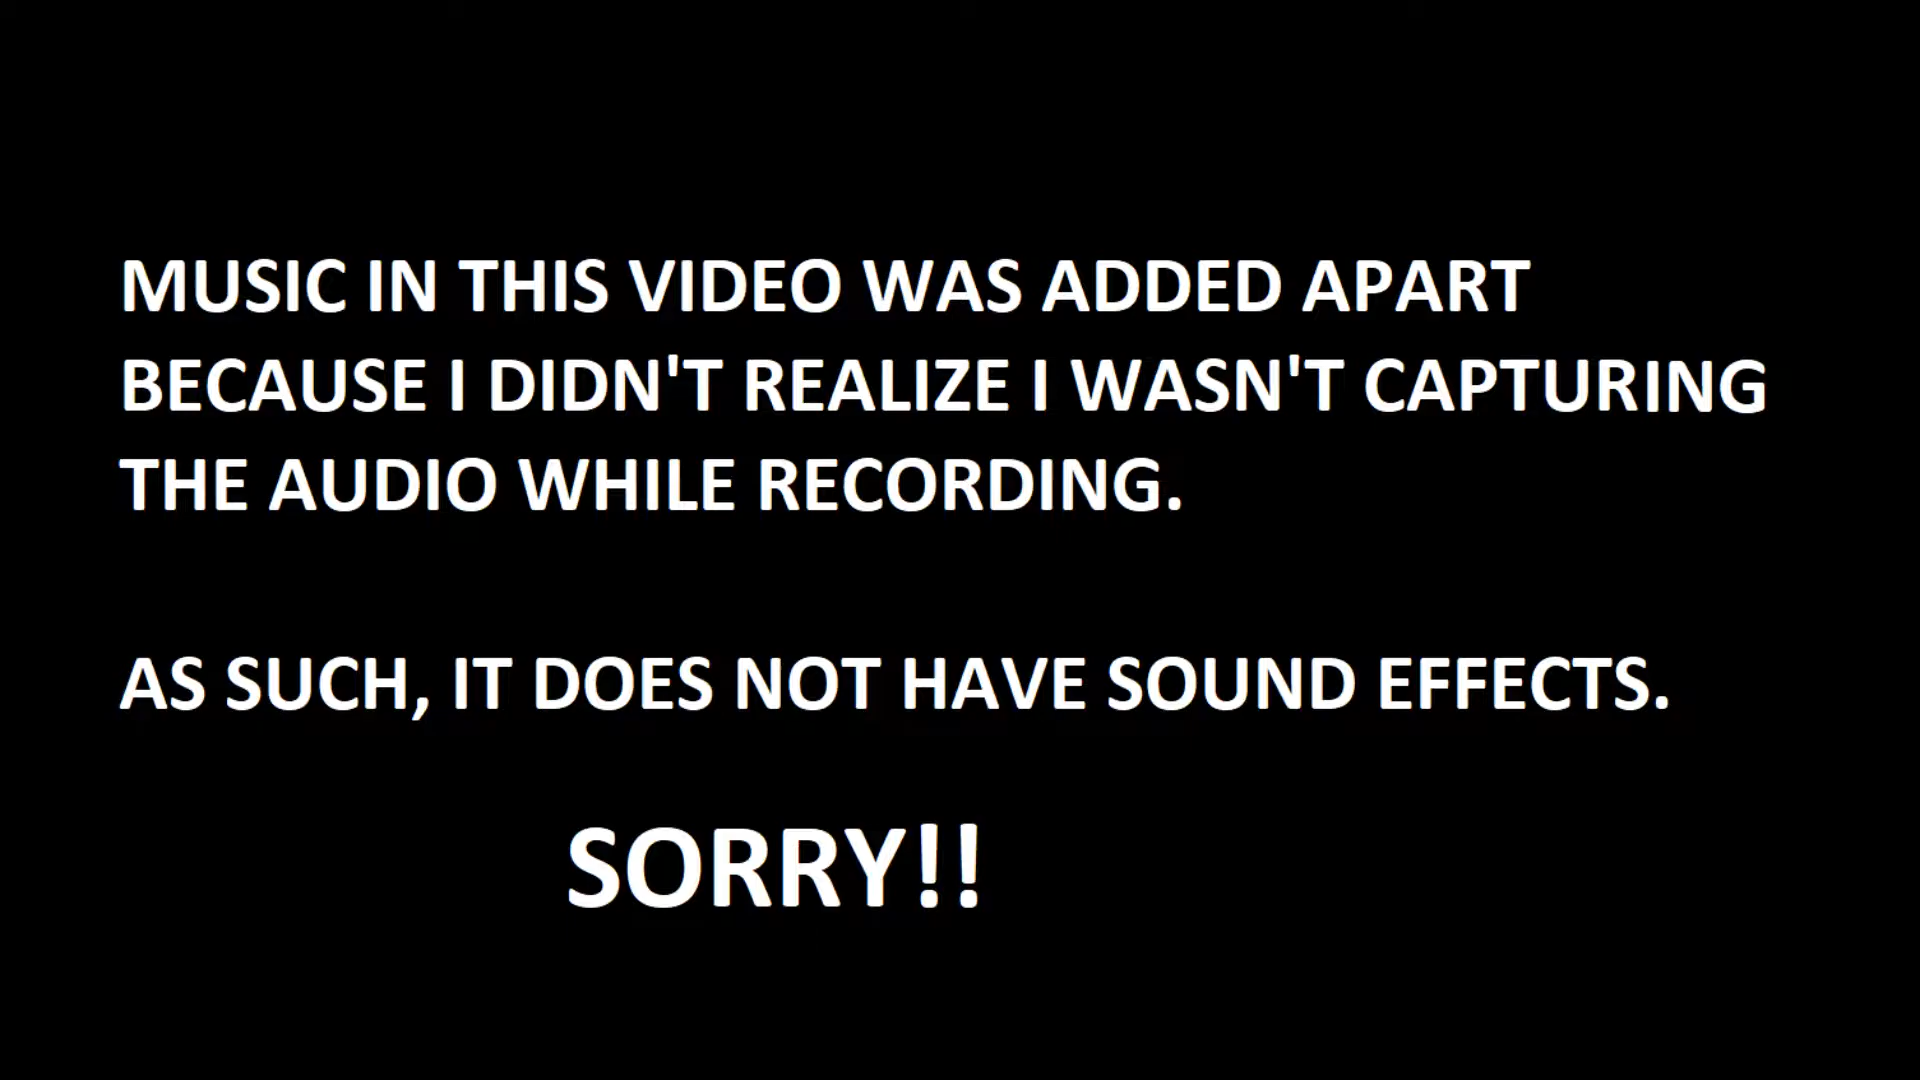 MUSIC IN THIS VIDEO WAS ADDED APART
BECAUSE I DIDN'T REALIZE I WASN'T CAPTURING
THE AUDIO WHILE RECORDING.
AS SUCH, IT DOES NOT HAVE SOUND EFFECTS.
SORRY!!